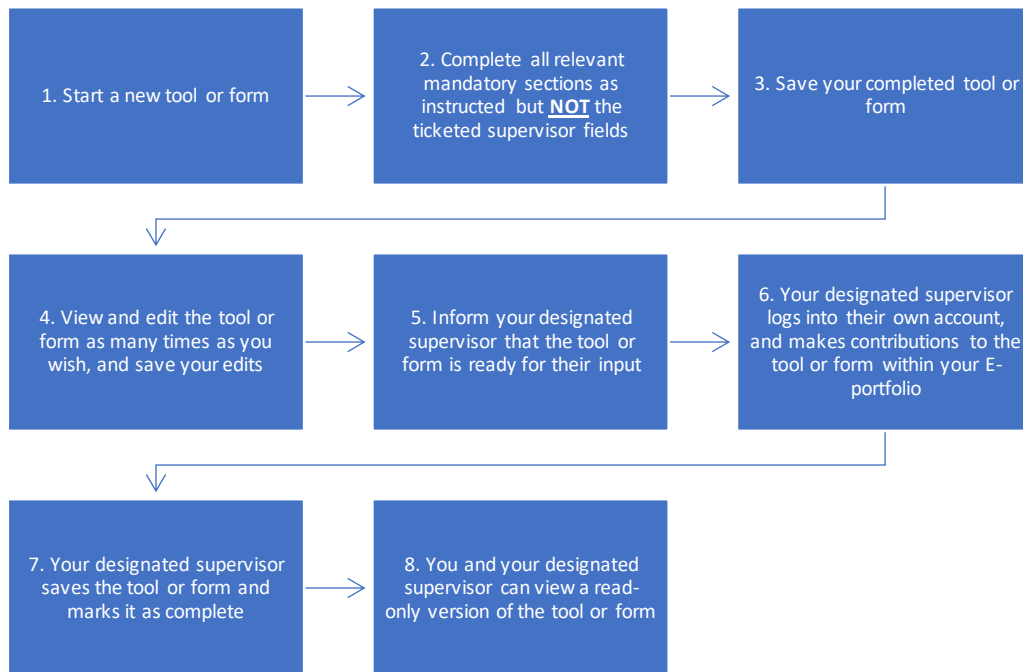 1. Start a new tool or form
2. Complete all relevant
mandatory sections as
instructed but NOT the
ticketed supervisor fields
3. Save your completed tool or
form
4. View and edit the tool or
form as many times as you
wish, and save your edits
5. Inform your designated
supervisor that the tool or
form is ready for their input
6. Your designated supervisor
logs into their own account,
and makes contributions to the
tool or form within your E-
portfolio
7. Your designated supervisor
saves the tool or form and
marks it as complete
8. You and your designated
supervisor can view a read-
only version of the tool or form